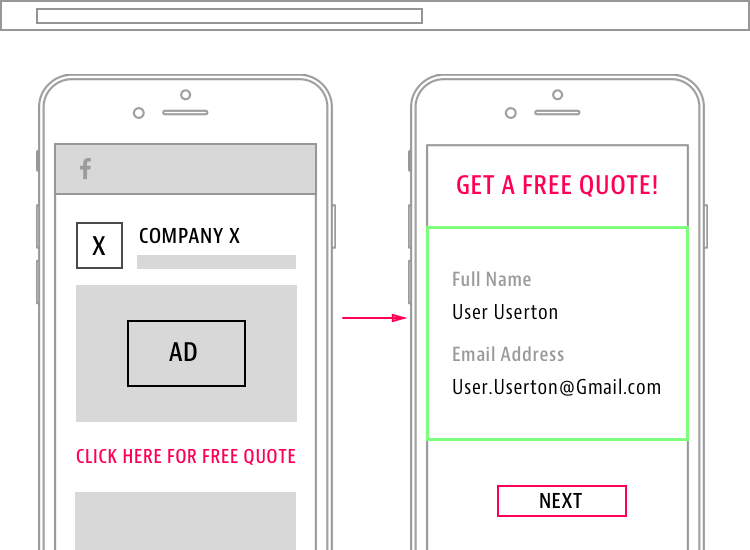 f
X
COMPANY X
AD
CLICK HERE FOR FREE QUOTE
GET A FREE QUOTE!
Full Name
User Userton
Email Address
User.Userton@Gmail.com
NEXT